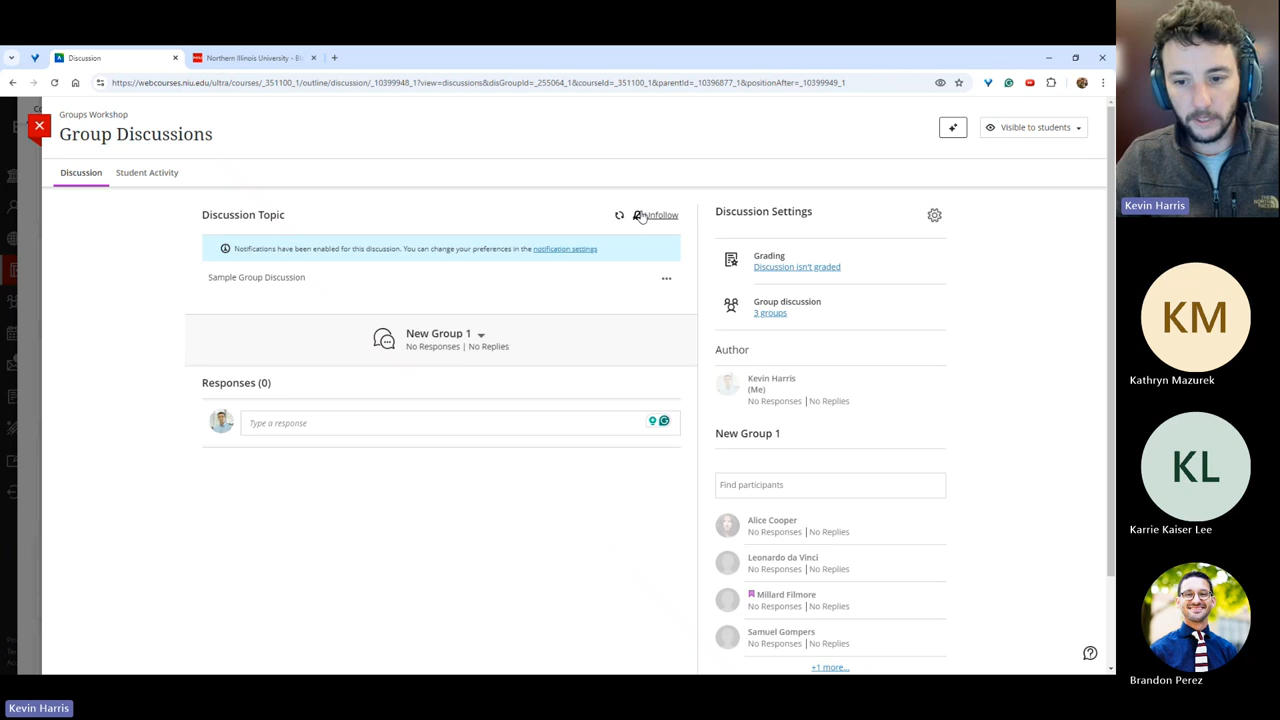 Discussion
Northern Illinois University - Bl
https://webcourses.niu.edu/ultra/courses/_351100_1/outline/discussion/_10399948_1?view=discussions&disGroupId=_255064_1&courseId=_351100_1&parentId=_10396877_1&positionAfter=_10399949_1
Groups Workshop
Group Discussions
Visible to students
Discussion
Student Activity
Discussion Topic
Unfollow
Notifications have been enabled for this discussion. You can change your preferences in the notification settings
Sample Group Discussion
New Group 1
No Responses | No Replies
Responses (0)
Type a response
Discussion Settings
Grading
Discussion isn't graded
Group discussion
3 groups
Author
Kevin Harris
(Me)
No Responses | No Replies
New Group 1
Find participants
Alice Cooper
No Responses | No Replies
Leonardo da Vinci
No Responses | No Replies
Millard Filmore
No Responses | No Replies
Samuel Gompers
No Responses | No Replies
+1 more...
Kevin Harris
KM
Kathryn Mazurek
KL
Karrie Kaiser Lee
Brandon Perez
Kevin Harris